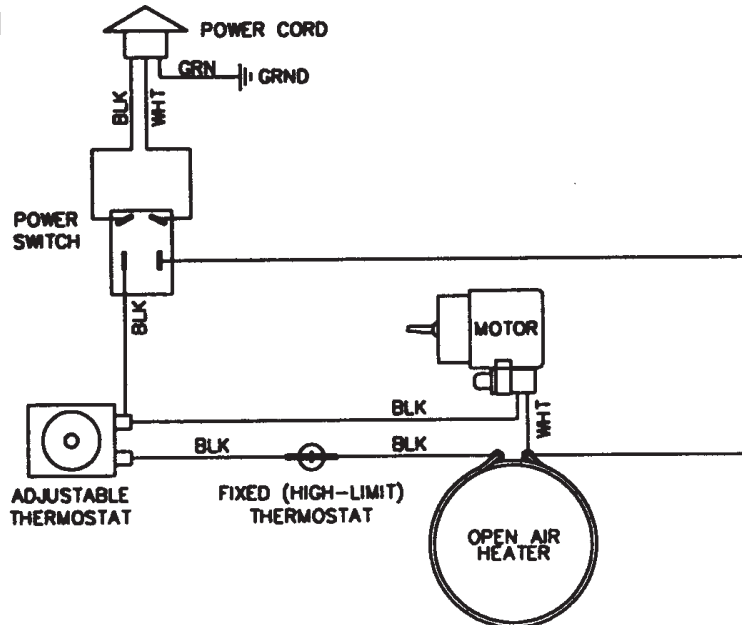 POWER CORD
GRN
GRND
BLK
WHT
POWER
SWITCH
BLK
MOTOR
BLK
WHT
BLK
BLK
ADJUSTABLE
THERMOSTAT
FIXED (HIGH-LIMIT)
THERMOSTAT
OPEN AIR
HEATER